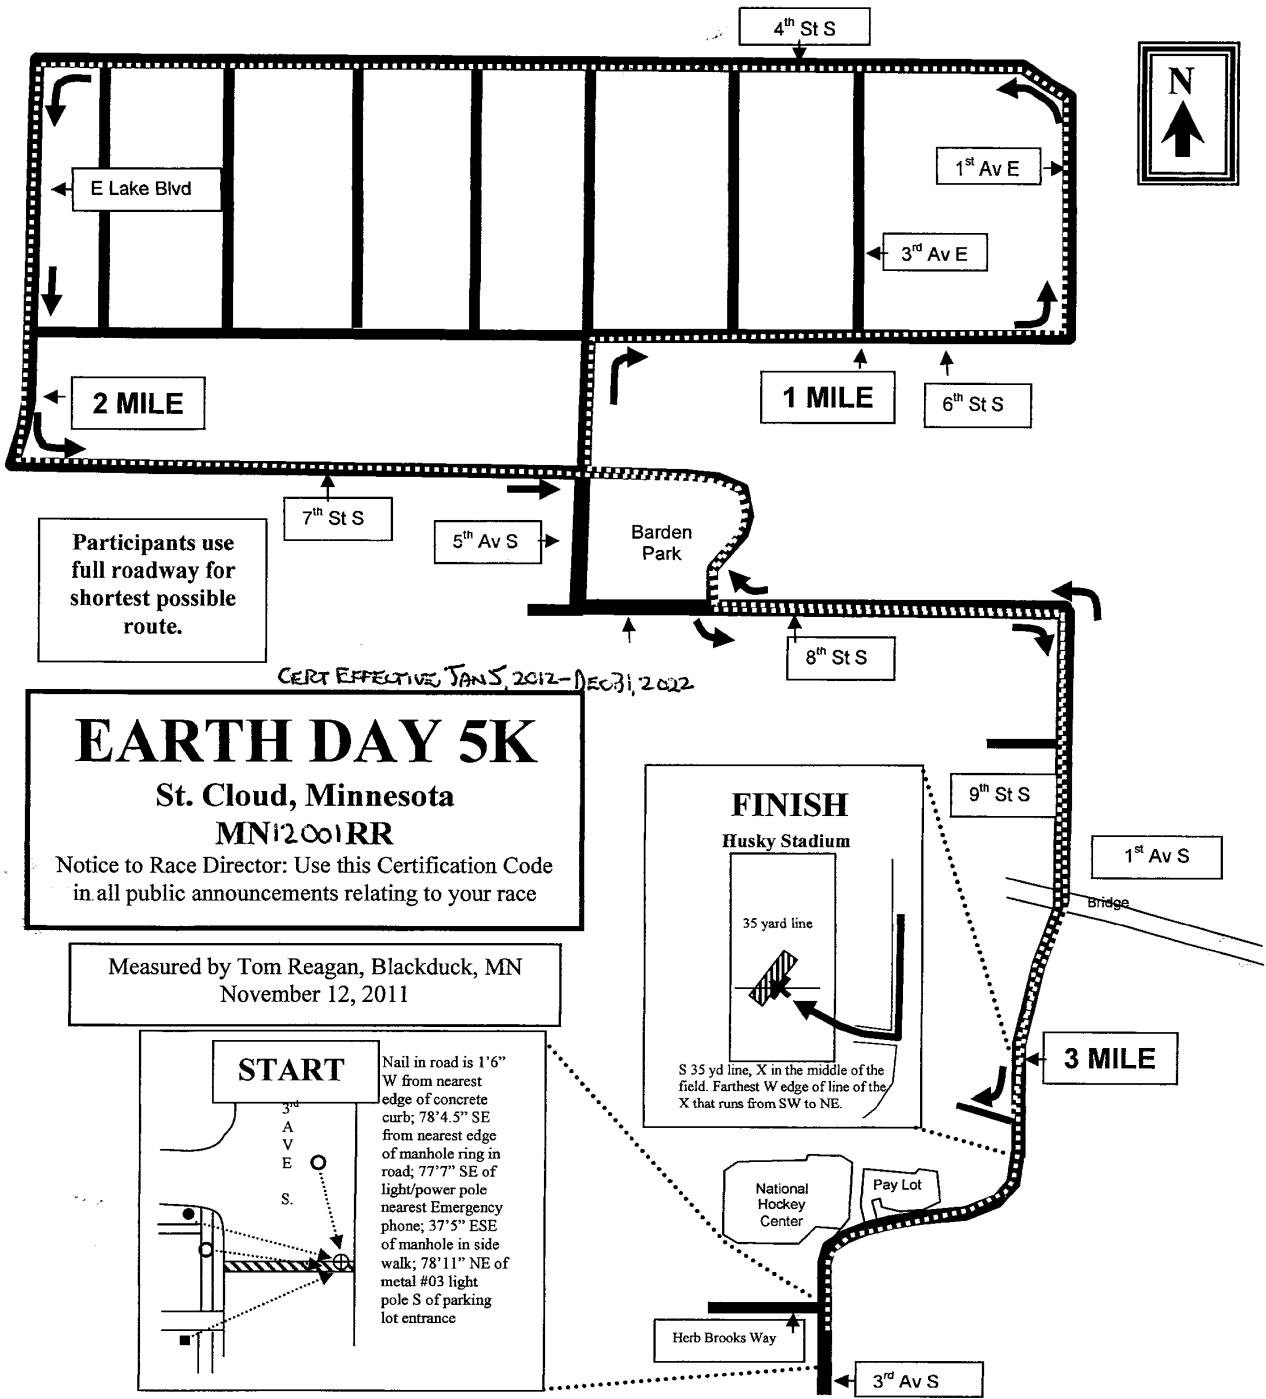 4th St S
N
1st Av E
E Lake Blvd
3rd Av E
2 MILE
1 MILE
6th St S
7th St S
5th Av S
Barden
Park
Participants use
full roadway for
shortest possible
route.
8th St S
CERT EFFECTIVE JAN 5, 2012 - DEC 31, 2022
EARTH DAY 5K
St. Cloud, Minnesota
MN12001RR
Notice to Race Director: Use this Certification Code
in all public announcements relating to your race
9th St S
FINISH
Husky Stadium
35 yard line
S 35 yd line, X in the middle of the
field. Farthest W edge of line of the
X that runs from SW to NE.
1st Av S
Bridge
Measured by Tom Reagan, Blackduck, MN
November 12, 2011
3 MILE
START
3rd
A
V
E
S.
Nail in road is 1'6"
W from nearest
edge of concrete
curb; 78'4.5" SE
from nearest edge
of manhole ring in
road; 77'7" SE of
light/power pole
nearest Emergency
phone; 37'5" ESE
of manhole in side
walk; 78'11" NE of
metal #03 light
pole S of parking
lot entrance
National
Hockey
Center
Pay Lot
Herb Brooks Way
3rd Av S